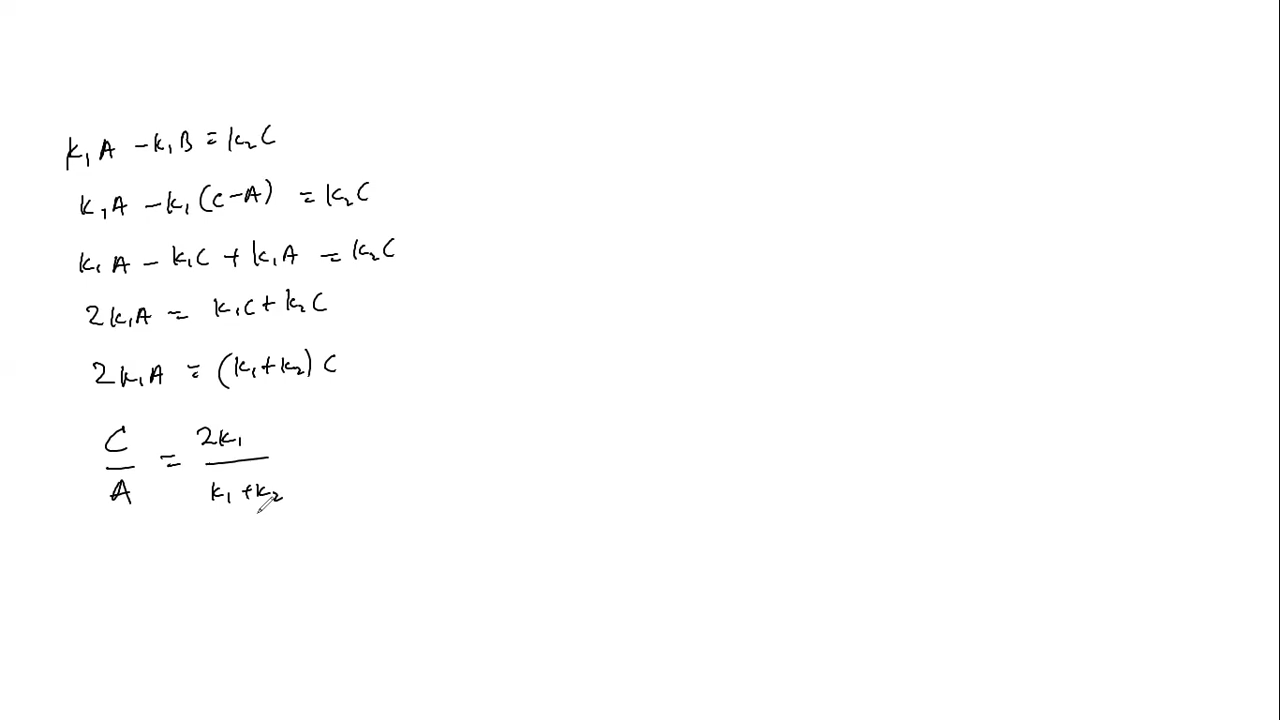 k₁A - k₁B = k₂C
k₁A - k₁(C-A) = k₂C
k₁A - k₁C + k₁A = k₂C
2k₁A = k₁C + k₂C
2k₁A = (k₁+k₂) C
C/A = 2k₁/(k₁+k₂)